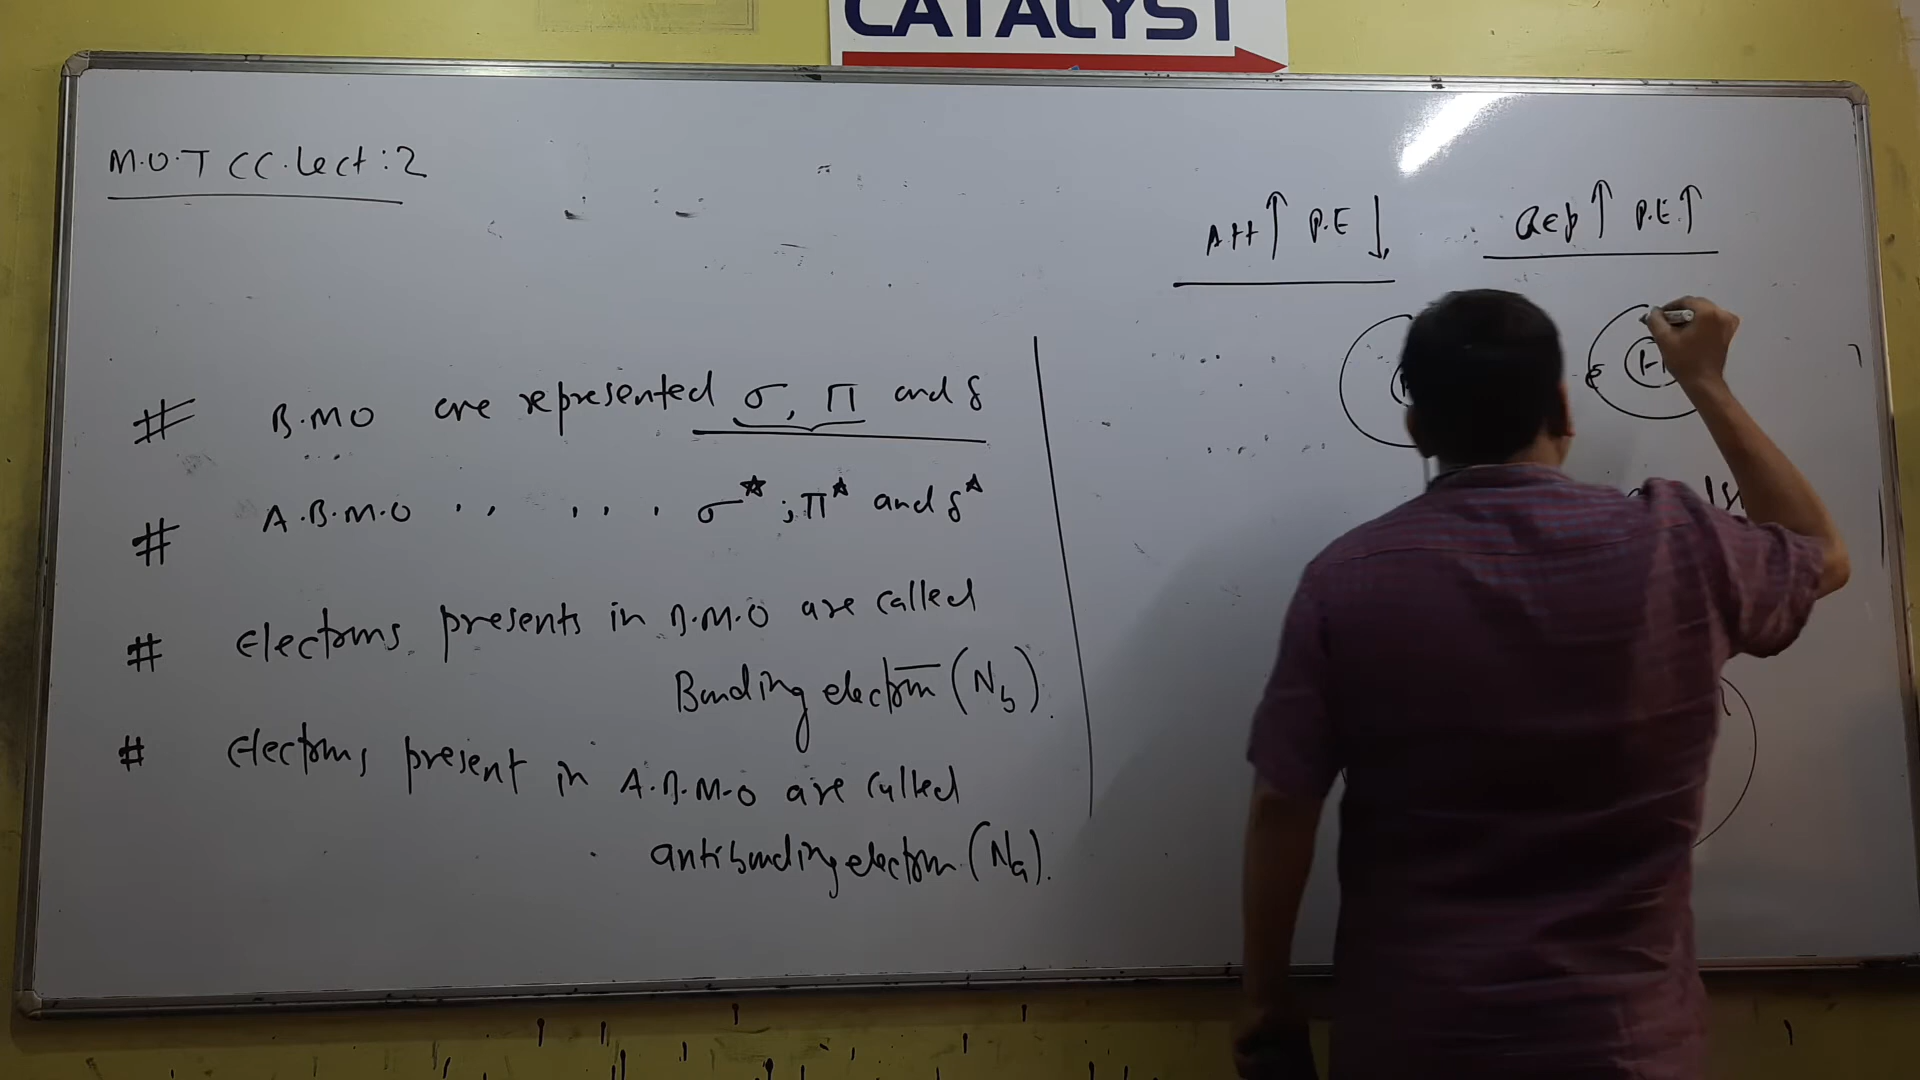 CATALYST
M.O.T CC. Lect : 2
# B.MO are represented σ, π and δ
# A.B.M.O .. ... σ* ; π* and δ*
# Electrons presents in B.M.O are called
Bonding electron (Nb).
# Electrons present in A.B.M.O are called
antibonding electron (Na).
Att ↑ P.E ↓
Rep ↑ P.E ↑
H